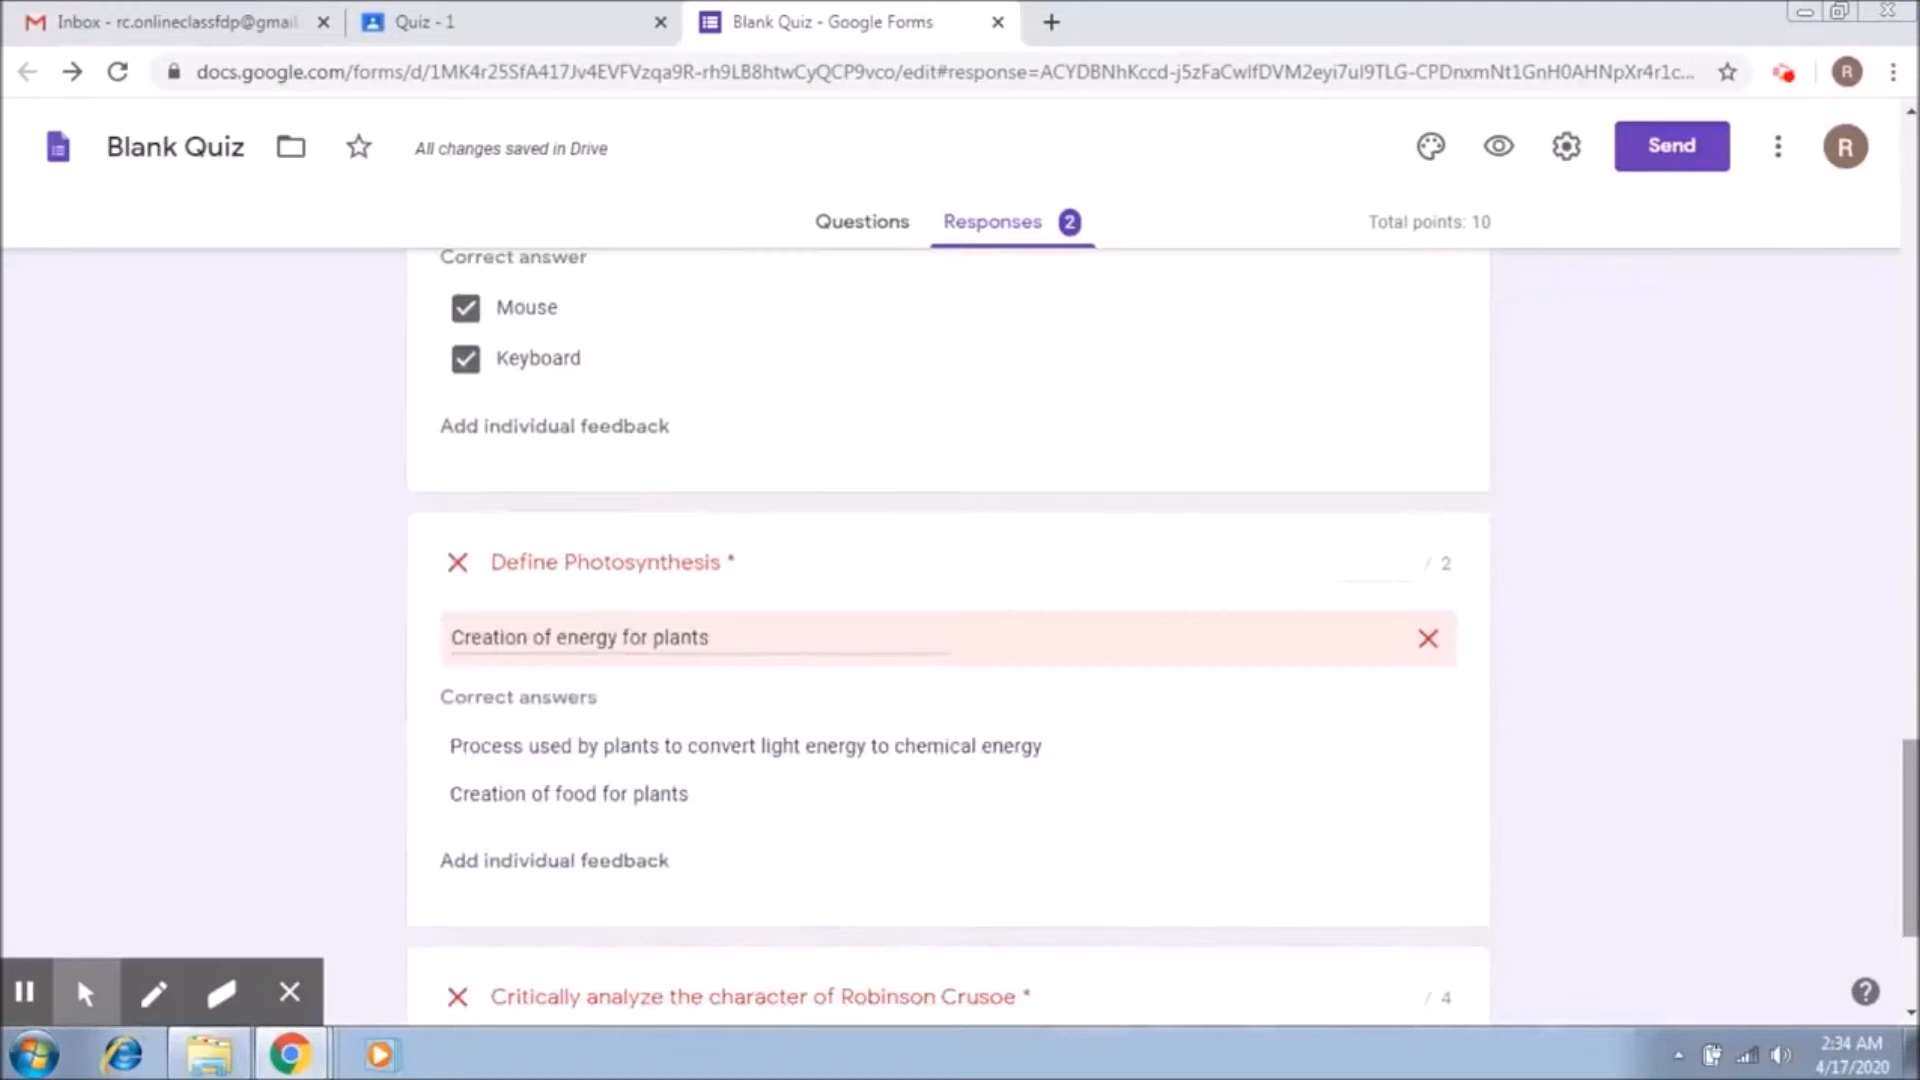 Inbox - rc.onlineclassfdp@gmail
Quiz - 1
Blank Quiz - Google Forms
docs.google.com/forms/d/1MK4r25SfA417Jv4EVFVzqa9R-rh9LB8htwCyQCP9vco/edit#response=ACYDBNhKccd-j5zFaCwIfDVM2eyi7uI9TLG-CPDnxmNt1GnH0AHNpXr4r1c...
R
Blank Quiz
All changes saved in Drive
Send
R
Questions
Responses 2
Total points: 10
Correct answer
Mouse
Keyboard
Add individual feedback
Define Photosynthesis *
/ 2
Creation of energy for plants
Correct answers
Process used by plants to convert light energy to chemical energy
Creation of food for plants
Add individual feedback
Critically analyze the character of Robinson Crusoe *
/ 4
2:34 AM
4/17/2020